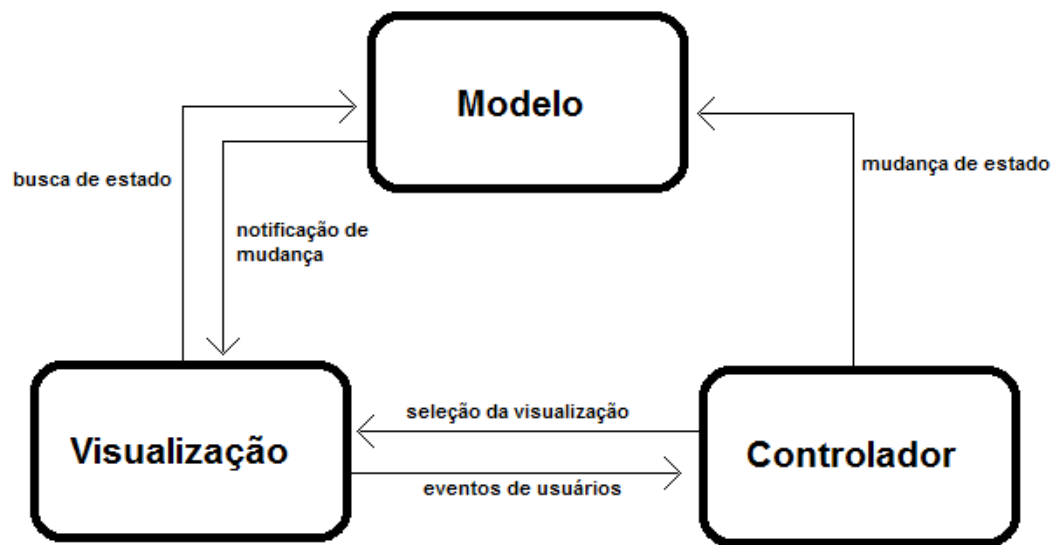 Modelo
busca de estado
mudança de estado
notificação de
mudança
Visualização
seleção da visualização
eventos de usuários
Controlador